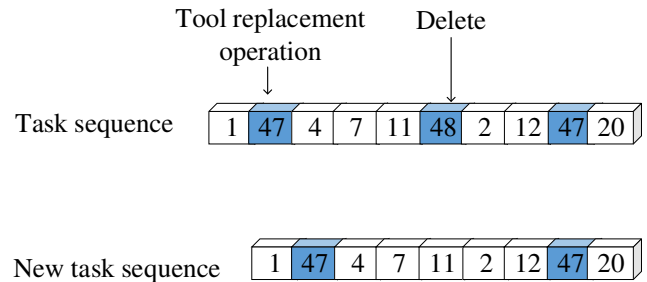 Tool replacement
operation
Delete
Task sequence 1 47 4 7 11 48 2 12 47 20
New task sequence 1 47 4 7 11 2 12 47 20